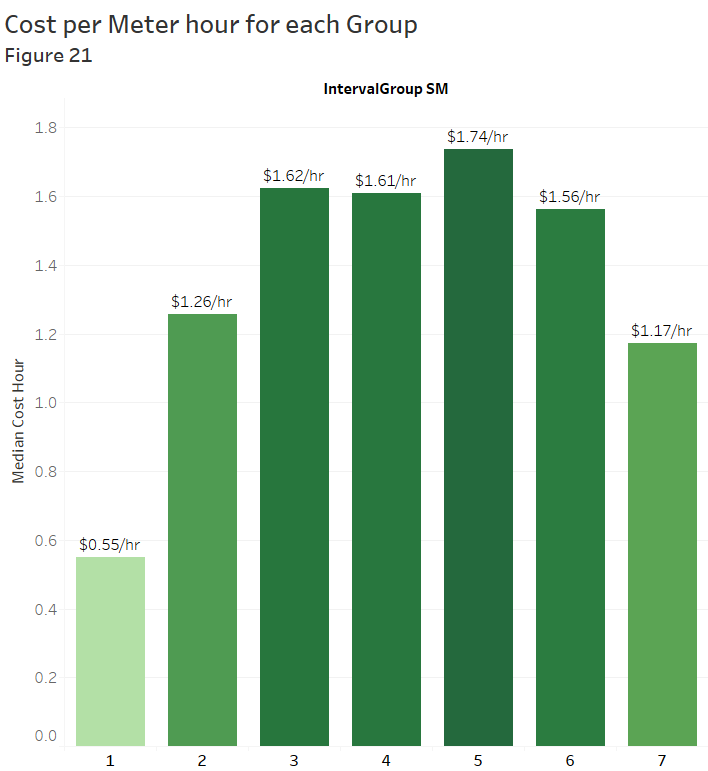 Cost per Meter hour for each Group
Figure 21
IntervalGroup SM
1.8
1.6
1.4
1.2
1.0
0.8
0.6
0.4
0.2
0.0
Median Cost Hour
$0.55/hr
$1.26/hr
$1.62/hr
$1.61/hr
$1.74/hr
$1.56/hr
$1.17/hr
1 2 3 4 5 6 7